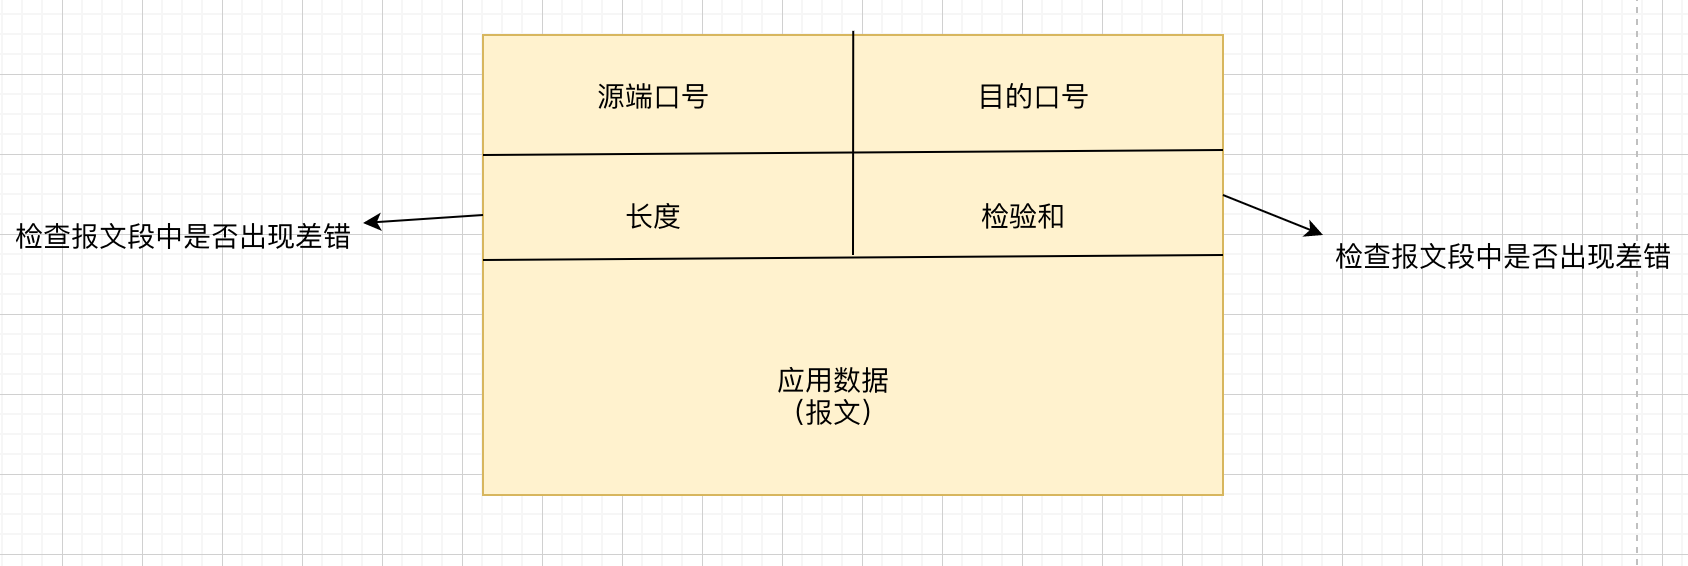 源端口号
目的口号
长度
检验和
检查报文段中是否出现差错
检查报文段中是否出现差错
应用数据
（报文）